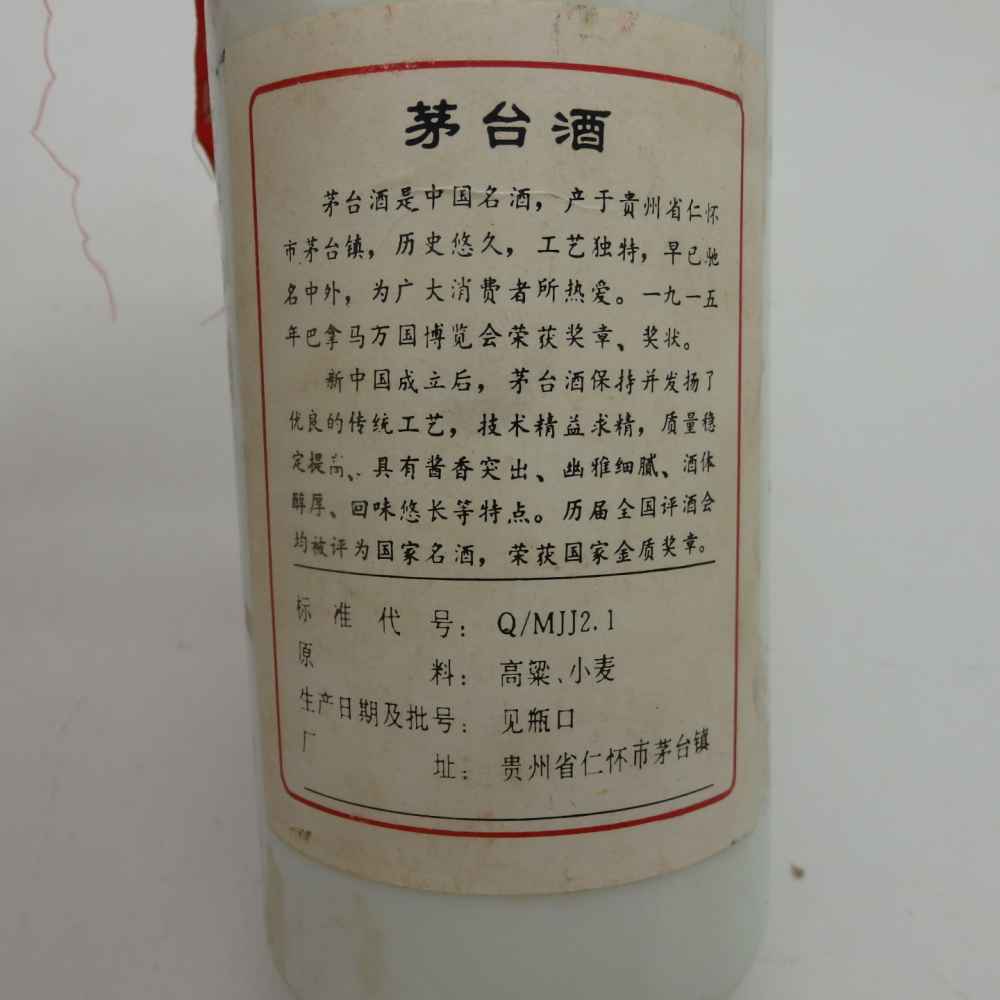 茅台酒
茅台酒是中国名酒，产于贵州省仁怀
市茅台镇，历史悠久，工艺独特，早已驰
名中外，为广大消费者所热爱。一九一五
年巴拿马万国博览会荣获奖章、奖状。
新中国成立后，茅台酒保持并发扬了
优良的传统工艺，技术精益求精，质量稳
定提高、具有酱香突出、幽雅细腻、酒体
醇厚、回味悠长等特点。历届全国评酒会
均被评为国家名酒，荣获国家金质奖章。
标准代号：Q/MJJ2.1
原料：高粱、小麦
生产日期及批号：见瓶口
厂址：贵州省仁怀市茅台镇